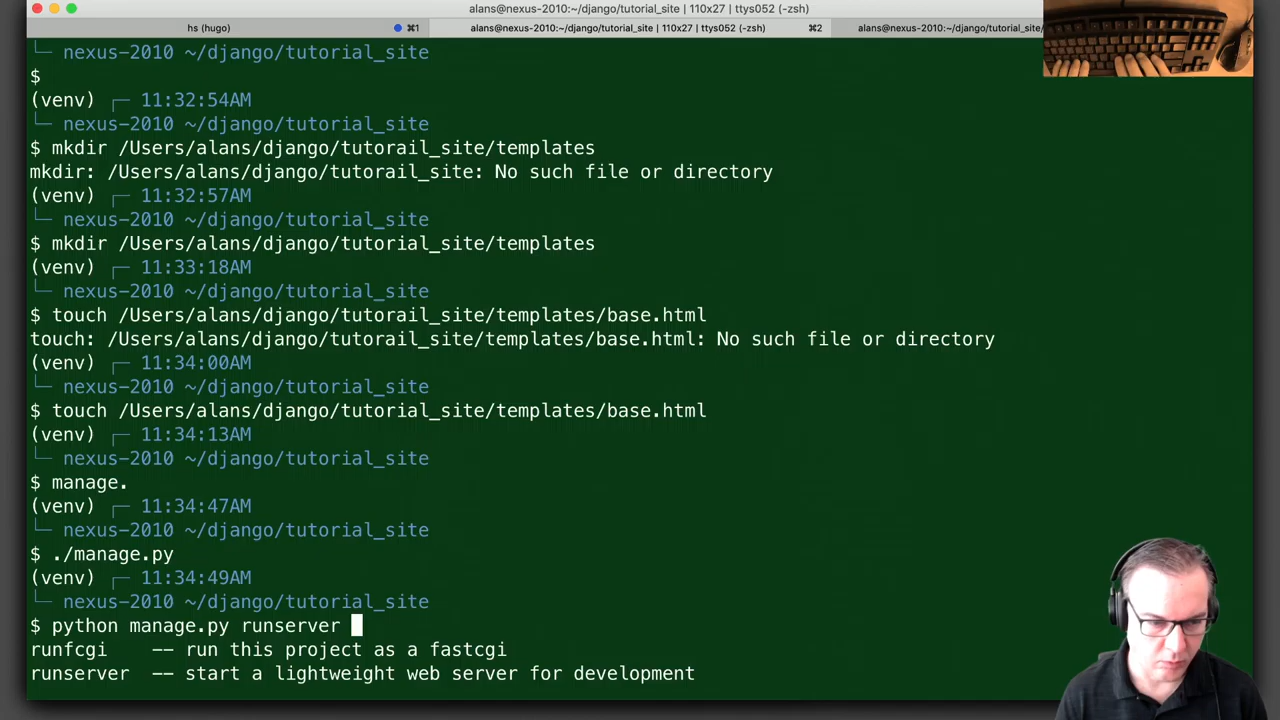 alans@nexus-2010:~/django/tutorial_site | 110x27 | ttys052 (-zsh)
hs (hugo) ⌘1 alans@nexus-2010:~/django/tutorial_site | 110x27 | ttys052 (-zsh) ⌘2 alans@nexus-2010:~/django/tutorial_site/
└─ nexus-2010 ~/django/tutorial_site
$
(venv) ┌─ 11:32:54AM
└─ nexus-2010 ~/django/tutorial_site
$ mkdir /Users/alans/django/tutorail_site/templates
mkdir: /Users/alans/django/tutorail_site: No such file or directory
(venv) ┌─ 11:32:57AM
└─ nexus-2010 ~/django/tutorial_site
$ mkdir /Users/alans/django/tutorial_site/templates
(venv) ┌─ 11:33:18AM
└─ nexus-2010 ~/django/tutorial_site
$ touch /Users/alans/django/tutorail_site/templates/base.html
touch: /Users/alans/django/tutorail_site/templates/base.html: No such file or directory
(venv) ┌─ 11:34:00AM
└─ nexus-2010 ~/django/tutorial_site
$ touch /Users/alans/django/tutorial_site/templates/base.html
(venv) ┌─ 11:34:13AM
└─ nexus-2010 ~/django/tutorial_site
$ manage.
(venv) ┌─ 11:34:47AM
└─ nexus-2010 ~/django/tutorial_site
$ ./manage.py
(venv) ┌─ 11:34:49AM
└─ nexus-2010 ~/django/tutorial_site
$ python manage.py runserver
runfcgi -- run this project as a fastcgi
runserver -- start a lightweight web server for development